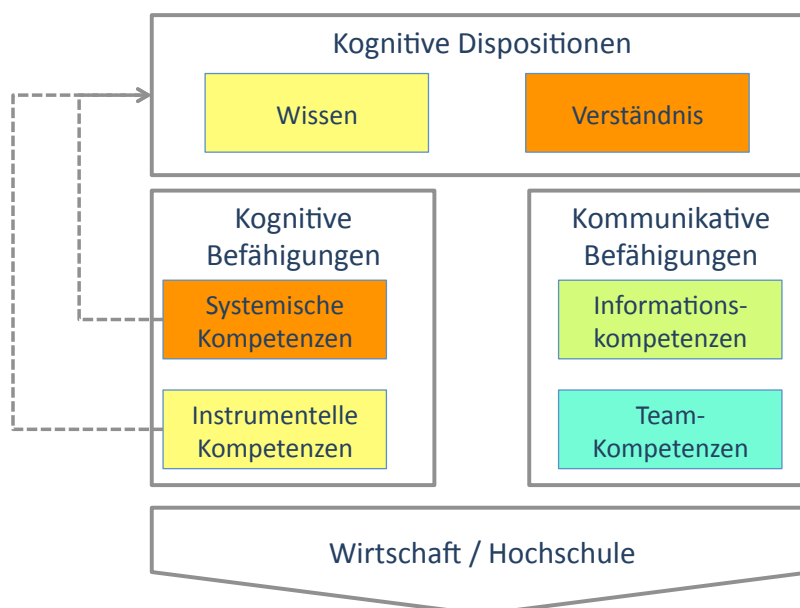 Kognitive Dispositionen
Wissen
Verständnis
Kognitive
Befähigungen
Systemische
Kompetenzen
Instrumentelle
Kompetenzen
Kommunikative
Befähigungen
Informations-
kompetenzen
Team-
Kompetenzen
Wirtschaft / Hochschule